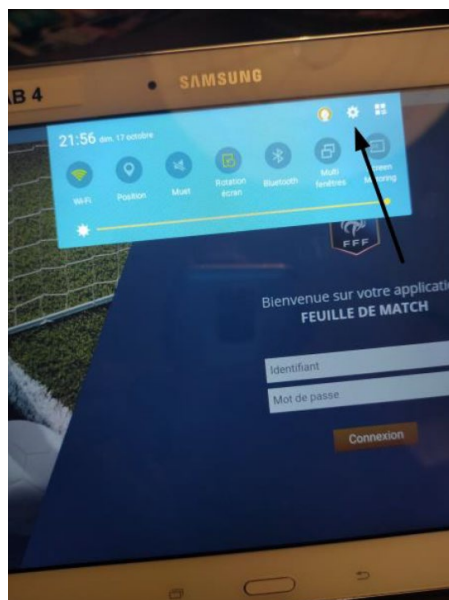 AB 4
SAMSUNG
21:56 dim. 17 octobre
Wi-Fi
Position
Muet
Rotation
écran
Bluetooth
Multi
fenêtres
Screen
Mirroring
FFF
Bienvenue sur votre applicatio
FEUILLE DE MATCH
Identifiant
Mot de passe
Connexion